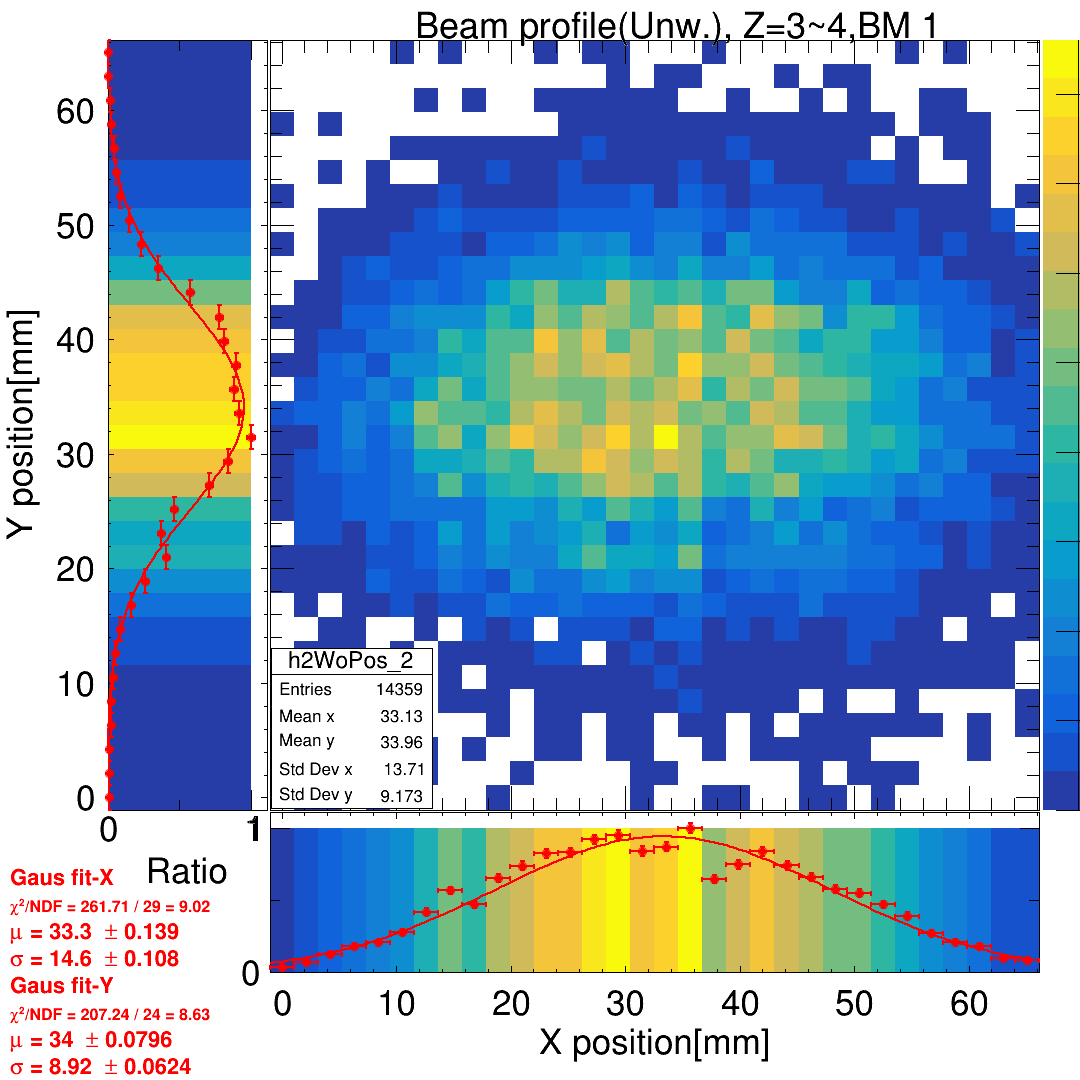 Beam profile(Unw.), Z=3~4,BM 1
Y position[mm]
60
50
40
30
20
10
0
0
1
Ratio
h2WoPos_2
Entries 14359
Mean x 33.13
Mean y 33.96
Std Dev x 13.71
Std Dev y 9.173
1
0
0 10 20 30 40 50 60
X position[mm]
Gaus fit-X
χ²/NDF = 261.71 / 29 = 9.02
μ = 33.3 ± 0.139
σ = 14.6 ± 0.108
Gaus fit-Y
χ²/NDF = 207.24 / 24 = 8.63
μ = 34 ± 0.0796
σ = 8.92 ± 0.0624